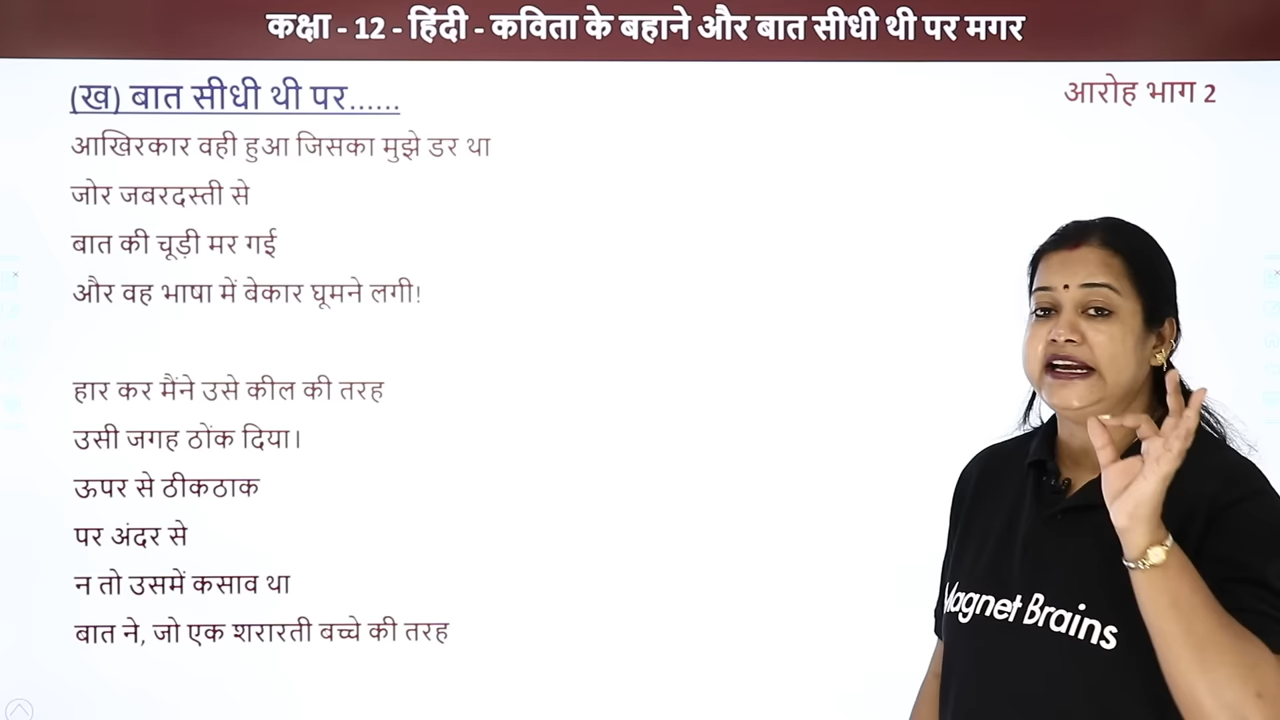 कक्षा - 12 - हिंदी - कविता के बहाने और बात सीधी थी पर मगर
(ख) बात सीधी थी पर......
आरोह भाग 2
आखिरकार वही हुआ जिसका मुझे डर था
जोर जबरदस्ती से
बात की चूड़ी मर गई
और वह भाषा में बेकार घूमने लगी!
हार कर मैंने उसे कील की तरह
उसी जगह ठोंक दिया।
ऊपर से ठीकठाक
पर अंदर से
न तो उसमें कसाव था
बात ने, जो एक शरारती बच्चे की तरह
Magnet Brains